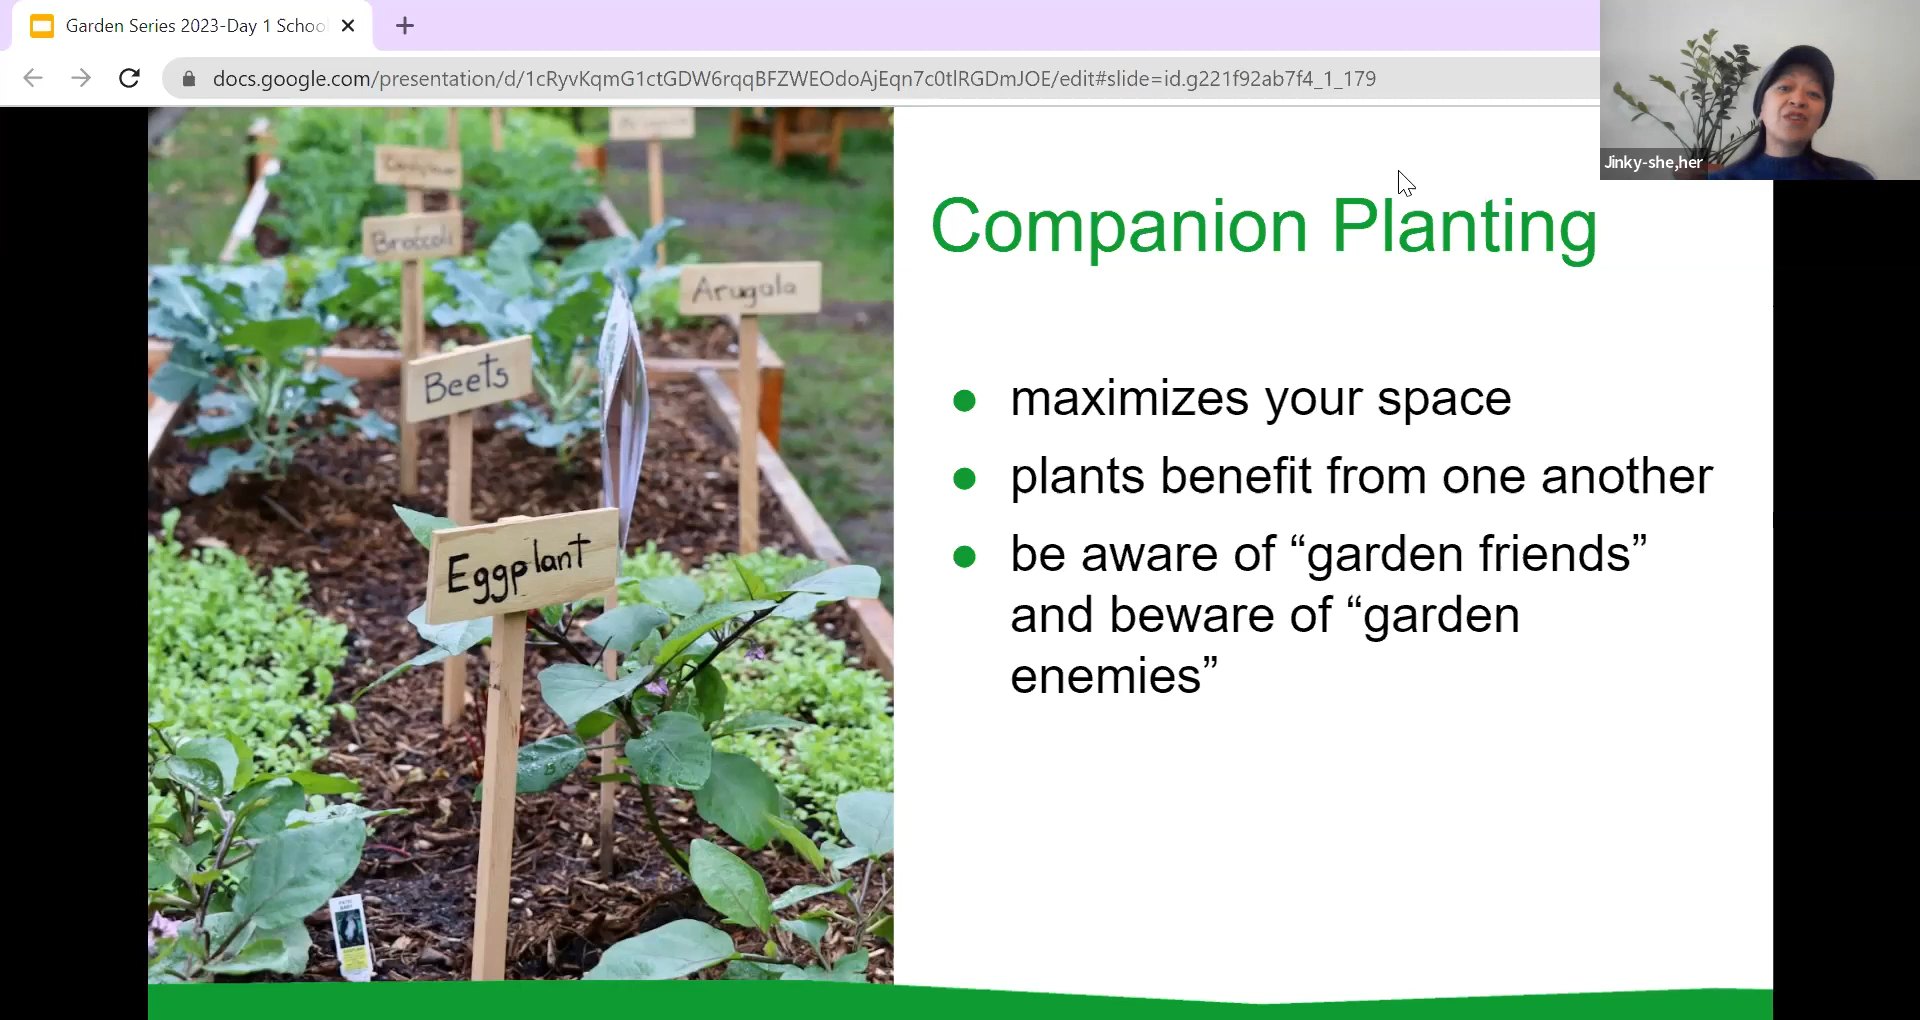 Garden Series 2023-Day 1 Schoo
docs.google.com/presentation/d/1cRyvKqmG1ctGDW6rqqBFZWEOdoAjEqn7c0tlRGDmJOE/edit#slide=id.g221f92ab7f4_1_179
Jinky-she,her
Broccoli
Arugala
Beets
Eggplant
Companion Planting
maximizes your space
plants benefit from one another
be aware of “garden friends”
and beware of “garden
enemies”